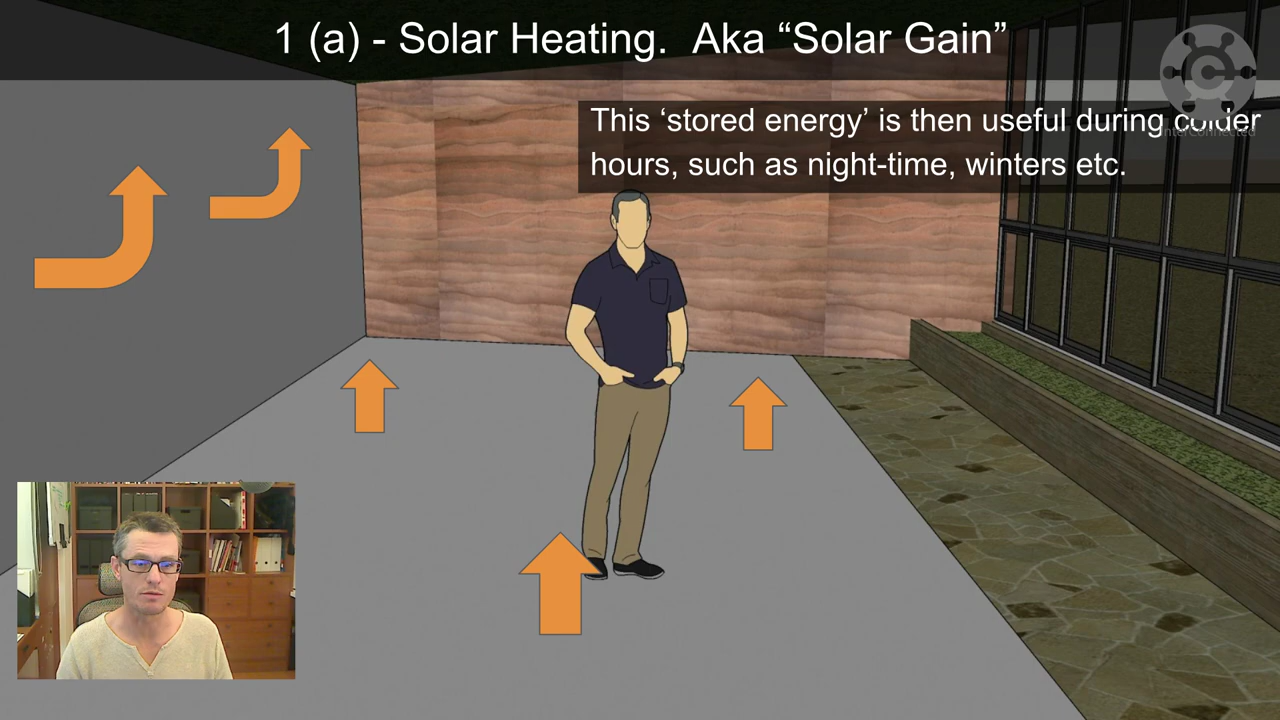 1 (a) - Solar Heating.  Aka “Solar Gain”
This ‘stored energy’ is then useful during colder
hours, such as night-time, winters etc.
InterConnected